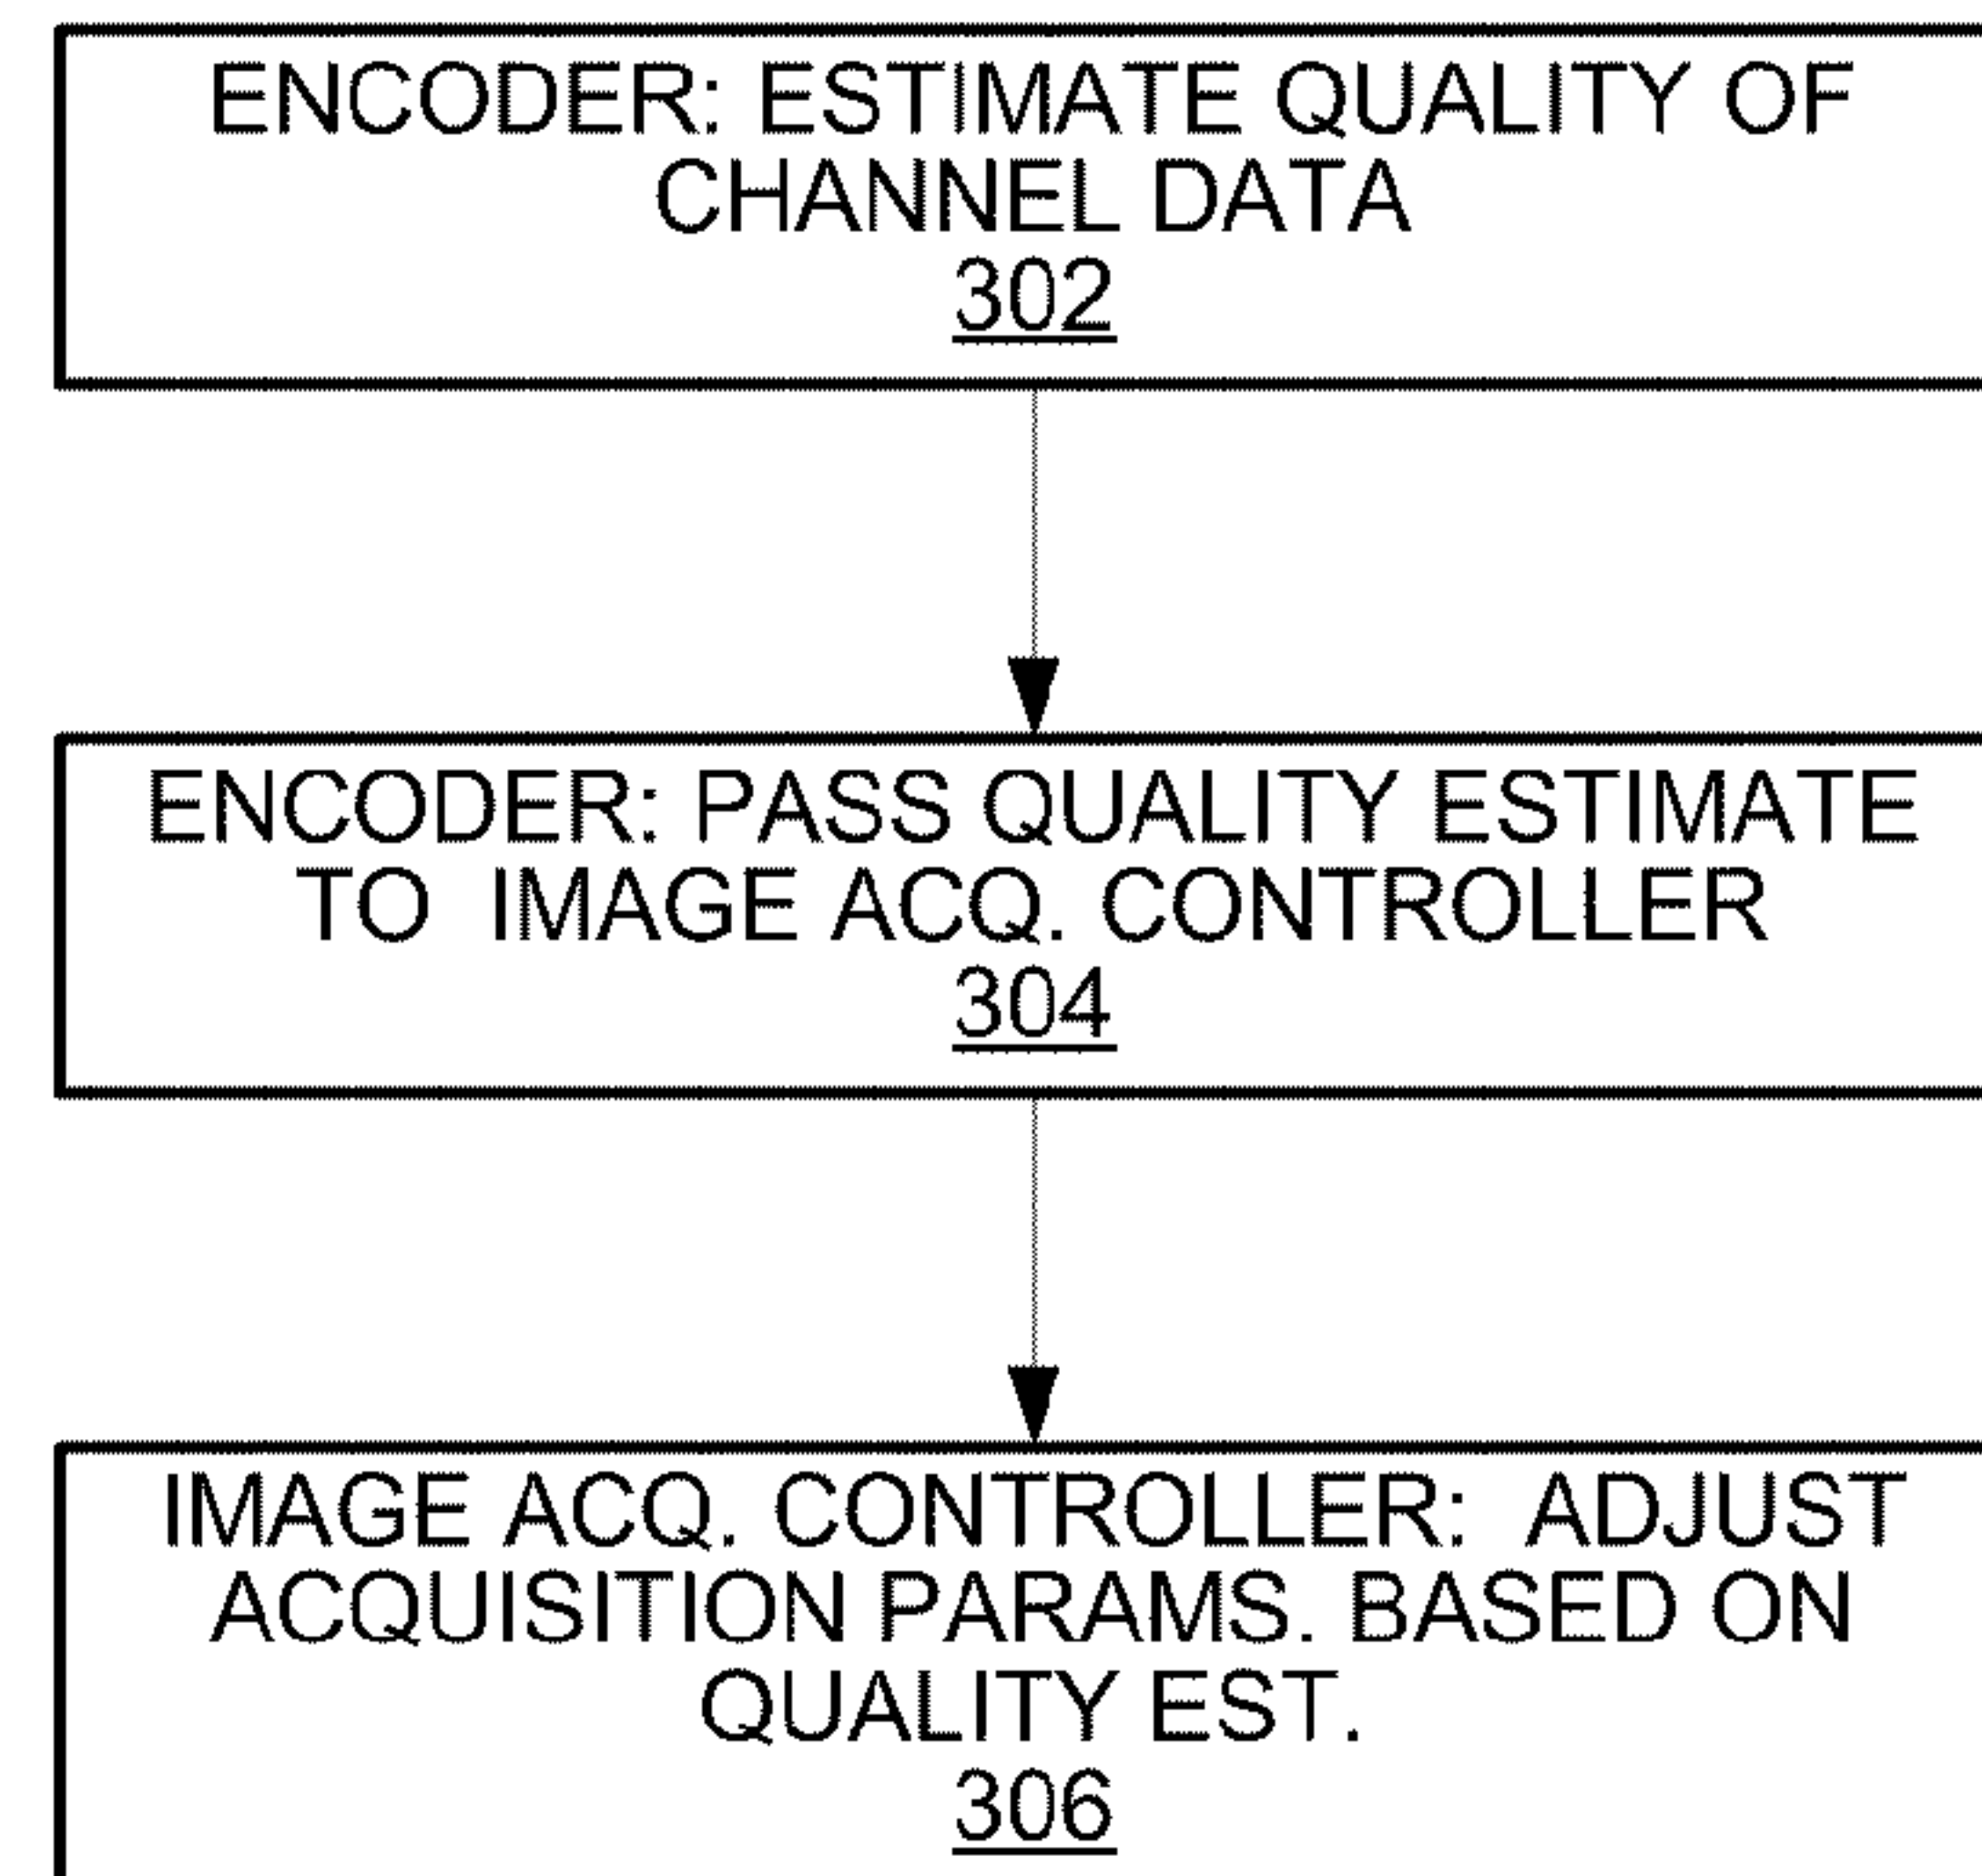 ENCODER: ESTIMATE QUALITY OF
CHANNEL DATA
302
ENCODER: PASS QUALITY ESTIMATE
TO IMAGE ACQ. CONTROLLER
304
IMAGE ACQ. CONTROLLER: ADJUST
ACQUISITION PARAMS. BASED ON
QUALITY EST.
306